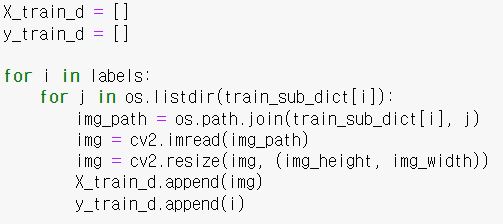 X_train_d = []
y_train_d = []
for i in labels:
    for j in os.listdir(train_sub_dict[i]):
        img_path = os.path.join(train_sub_dict[i], j)
        img = cv2.imread(img_path)
        img = cv2.resize(img, (img_height, img_width))
        X_train_d.append(img)
        y_train_d.append(i)